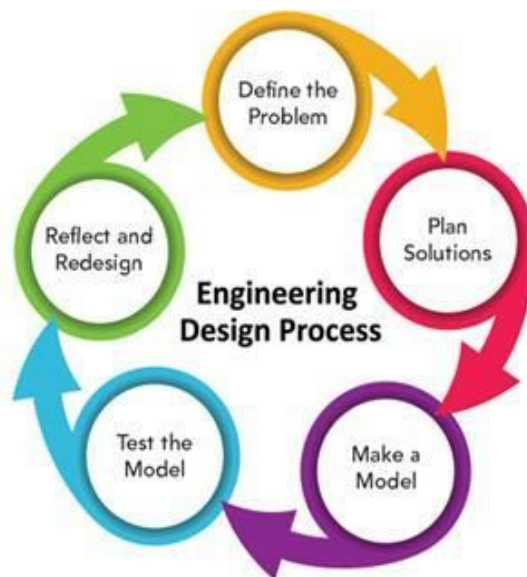 Define the
Problem
Plan
Solutions
Make a
Model
Test the
Model
Reflect and
Redesign
Engineering
Design Process